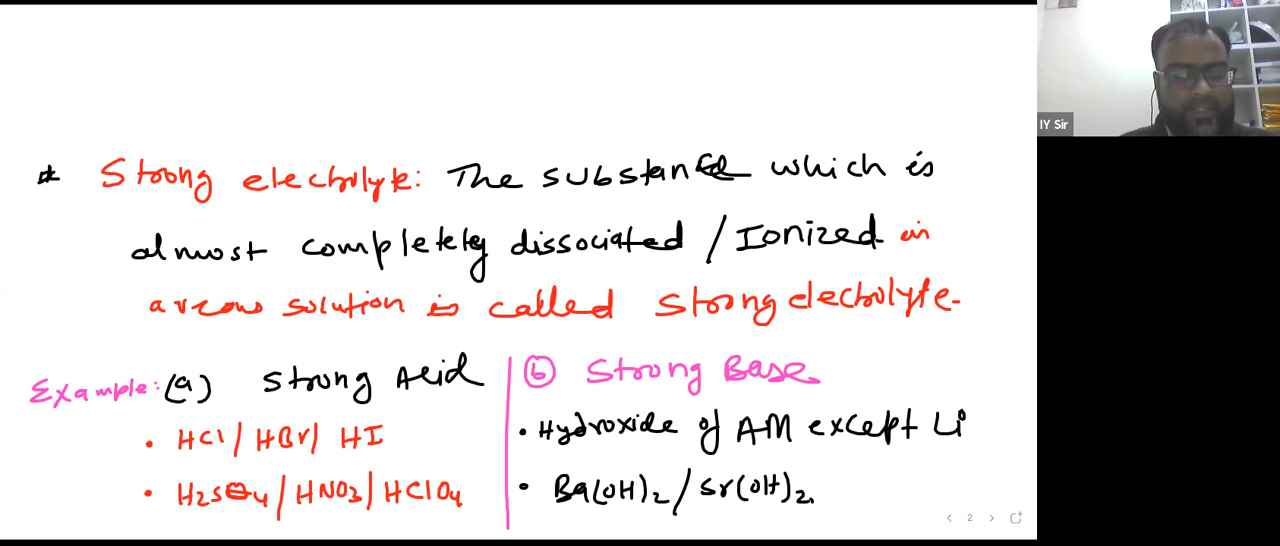 * Strong electrolyte: The substance which is
almost completely dissociated / Ionized in
aqueous solution is called strong electrolyte.
Example: (a) Strong Acid
• HCl / HBr / HI
• H2SO4 / HNO3 / HClO4
(b) Strong Base
• Hydroxide of AM except Li
• Ba(OH)2 / Sr(OH)2
< 2 >
IY Sir